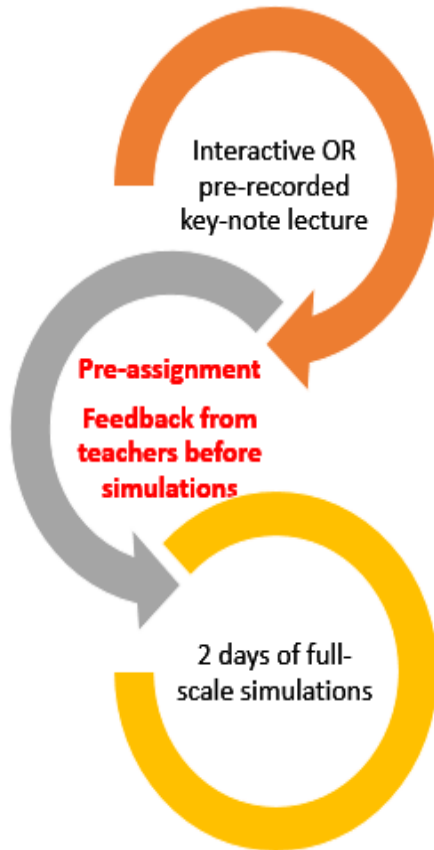 Interactive OR
pre-recorded
key-note lecture
Pre-assignment
Feedback from
teachers before
simulations
2 days of full-
scale simulations